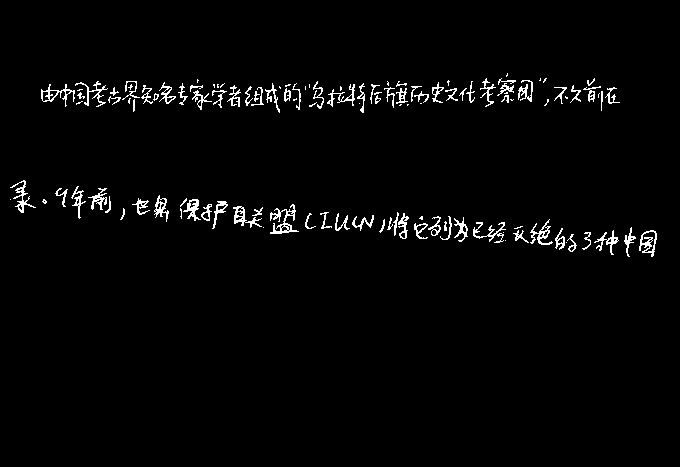 由中国考古界知名专家学者组成的“乌拉特后旗历史文化考察团”,不久前在
录。9年前,世界保护联盟(IUCN)将它列为已经灭绝的3种中国